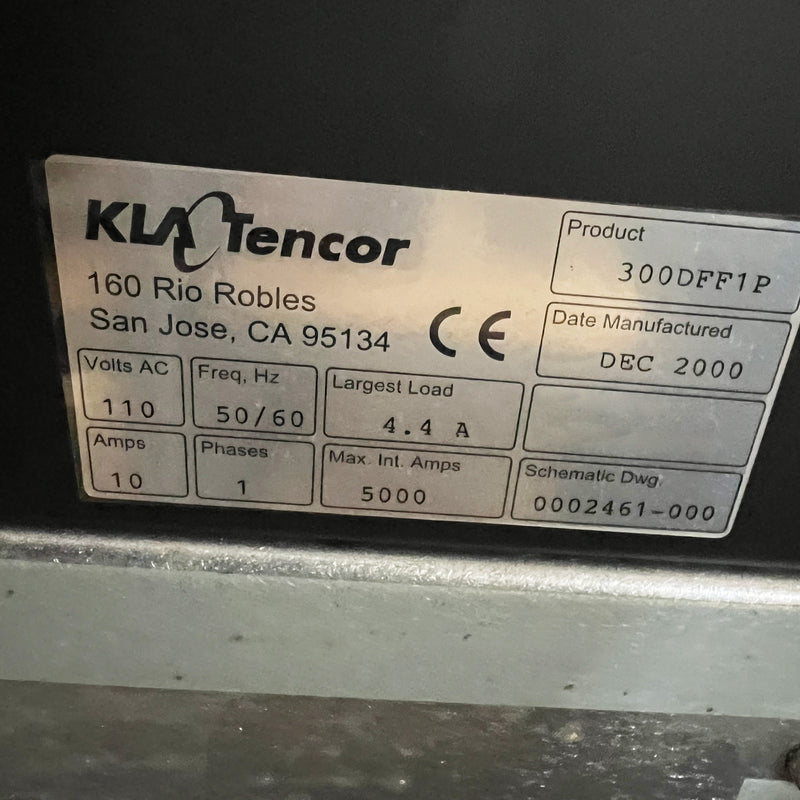 KLA Tencor
160 Rio Robles
San Jose, CA 95134
CE
Product
300DFF1P
Date Manufactured
DEC 2000
Volts AC
110
Freq, Hz
50/60
Largest Load
4.4 A
Amps
10
Phases
1
Max. Int. Amps
5000
Schematic Dwg
0002461-000